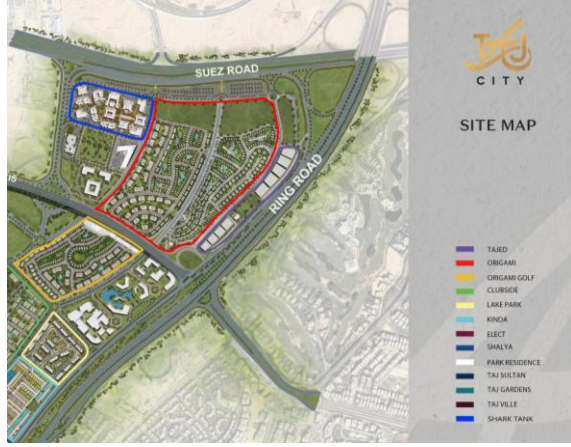 SUEZ ROAD
RING ROAD
TAJ
CITY
SITE MAP
TAJED
ORIGAMI
ORIGAMI GOLF
CLUBSIDE
LAKE PARK
KINDA
ELECT
SHALYA
PARK RESIDENCE
TAJ SULTAN
TAJ GARDENS
TAJ VILLE
SHARK TANK